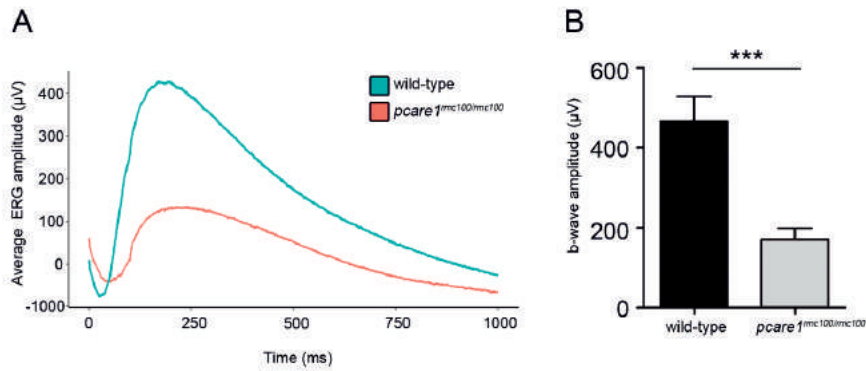 A
Average ERG amplitude (µV)
400
300
200
100
0
-1000
0
250
500
750
1000
Time (ms)
wild-type
pcare1rmc100/rmc100
B
b-wave amplitude (µV)
600
400
200
0
***
wild-type
pcare1rmc100/rmc100